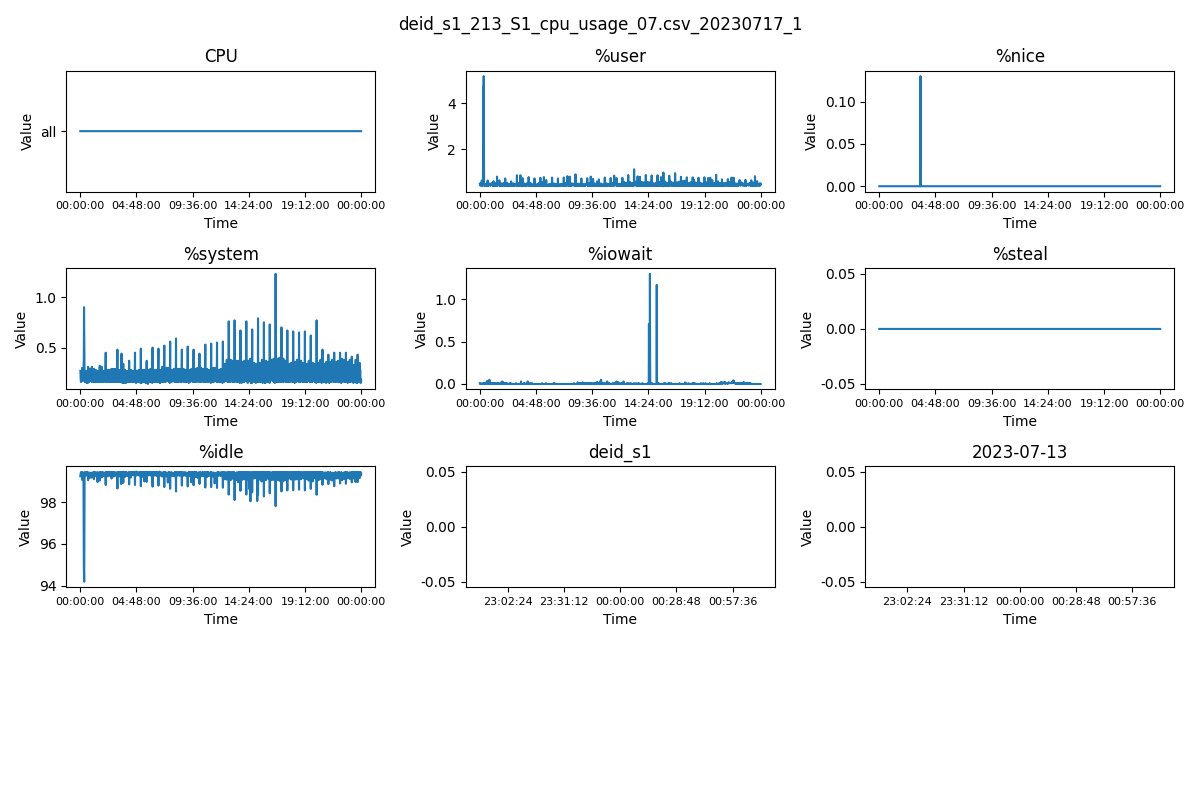 deid_s1_213_S1_cpu_usage_07.csv_20230717_1
CPU
%user
%nice
Value
all
00:00:00 04:48:00 09:36:00 14:24:00 19:12:00 00:00:00
Time
Value
4
2
00:00:00 04:48:00 09:36:00 14:24:00 19:12:00 00:00:00
Time
Value
0.10
0.05
0.00
00:00:00 04:48:00 09:36:00 14:24:00 19:12:00 00:00:00
Time
%system
%iowait
%steal
Value
1.0
0.5
00:00:00 04:48:00 09:36:00 14:24:00 19:12:00 00:00:00
Time
Value
1.0
0.5
0.0
00:00:00 04:48:00 09:36:00 14:24:00 19:12:00 00:00:00
Time
Value
0.05
0.00
-0.05
00:00:00 04:48:00 09:36:00 14:24:00 19:12:00 00:00:00
Time
%idle
deid_s1
2023-07-13
Value
98
96
94
00:00:00 04:48:00 09:36:00 14:24:00 19:12:00 00:00:00
Time
Value
0.05
0.00
-0.05
23:02:24 23:31:12 00:00:00 00:28:48 00:57:36
Time
Value
0.05
0.00
-0.05
23:02:24 23:31:12 00:00:00 00:28:48 00:57:36
Time